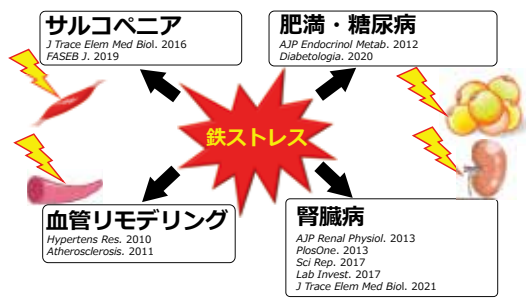 サルコペニア
J Trace Elem Med Biol. 2016
FASEB J. 2019
肥満・糖尿病
AJP Endocrinol Metab. 2012
Diabetologia. 2020
鉄ストレス
血管リモデリング
Hypertens Res. 2010
Atherosclerosis. 2011
腎臓病
AJP Renal Physiol. 2013
PlosOne. 2013
Sci Rep. 2017
Lab Invest. 2017
J Trace Elem Med Biol. 2021